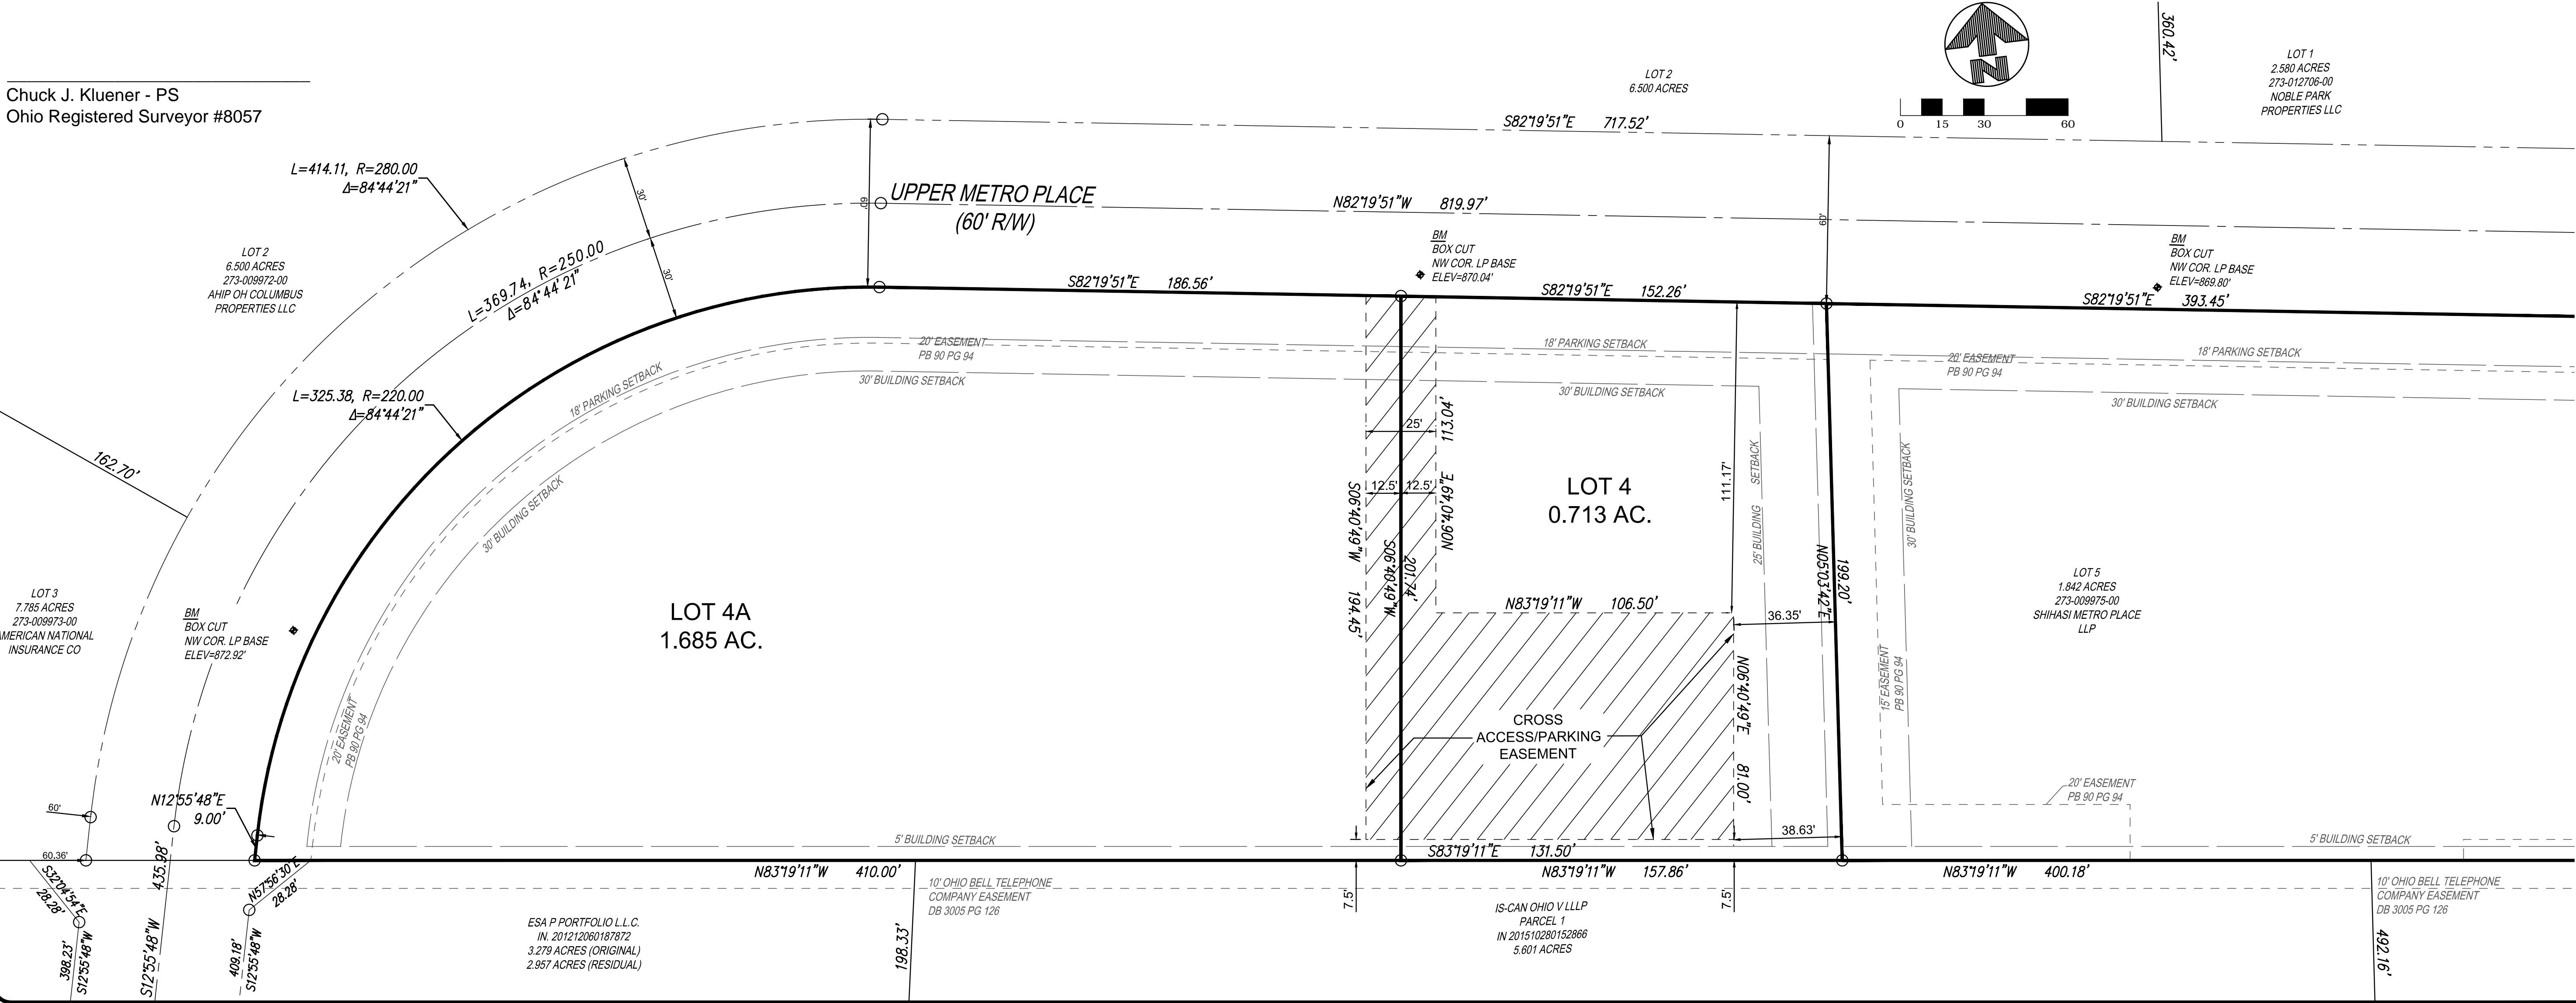 Chuck J. Kluener - PS
Ohio Registered Surveyor #8057
LOT 2
6.500 ACRES
N
0 15 30 60
360.42'
LOT 1
2.580 ACRES
273-012706-00
NOBLE PARK
PROPERTIES LLC
S82°19'51"E 717.52'
L=414.11, R=280.00
Δ=84°44'21"
30'
30'
60'
UPPER METRO PLACE
(60' R/W)
N82°19'51"W 819.97'
60'
LOT 2
6.500 ACRES
273-009972-00
AHIP OH COLUMBUS
PROPERTIES LLC
L=369.74, R=250.00
Δ=84°44'21"
BM
BOX CUT
NW COR. LP BASE
ELEV=870.04'
BM
BOX CUT
NW COR. LP BASE
ELEV=869.80'
S82°19'51"E 186.56'
S82°19'51"E 152.26'
S82°19'51"E 393.45'
20' EASEMENT
PB 90 PG 94
18' PARKING SETBACK
18' PARKING SETBACK
20' EASEMENT
PB 90 PG 94
30' BUILDING SETBACK
30' BUILDING SETBACK
30' BUILDING SETBACK
18' PARKING SETBACK
L=325.38, R=220.00
Δ=84°44'21"
162.70'
30' BUILDING SETBACK
25'
113.04'
N06°40'49"E
12.5'
12.5'
S06°40'49"W 194.45'
S06°40'49"W
201.74'
LOT 4
0.713 AC.
111.17'
25' BUILDING SETBACK
30' BUILDING SETBACK
N05°03'42"E
199.20'
LOT 5
1.842 ACRES
273-009975-00
SHIHASI METRO PLACE
LLP
LOT 3
7.785 ACRES
273-009973-00
AMERICAN NATIONAL
INSURANCE CO
BM
BOX CUT
NW COR. LP BASE
ELEV=872.92'
LOT 4A
1.685 AC.
N83°19'11"W 106.50'
36.35'
N06°40'49"E 81.00'
15' EASEMENT
PB 90 PG 94
20' EASEMENT
PB 90 PG 94
CROSS
ACCESS/PARKING
EASEMENT
20' EASEMENT
PB 90 PG 94
N12°55'48"E
9.00'
60'
60.36'
5' BUILDING SETBACK
38.63'
5' BUILDING SETBACK
S83°19'11"E 131.50'
N83°19'11"W 410.00'
N83°19'11"W 157.86'
N83°19'11"W 400.18'
S32°04'54"E
28.28'
435.98'
S12°55'48"W
N57°56'30"E
28.28'
398.23'
S12°55'48"W
409.18'
S12°55'48"W
ESA P PORTFOLIO L.L.C.
IN. 201212060187872
3.279 ACRES (ORIGINAL)
2.957 ACRES (RESIDUAL)
198.33'
10' OHIO BELL TELEPHONE
COMPANY EASEMENT
DB 3005 PG 126
7.5'
IS-CAN OHIO V LLLP
PARCEL 1
IN 201510280152866
5.601 ACRES
7.5'
10' OHIO BELL TELEPHONE
COMPANY EASEMENT
DB 3005 PG 126
492.16'